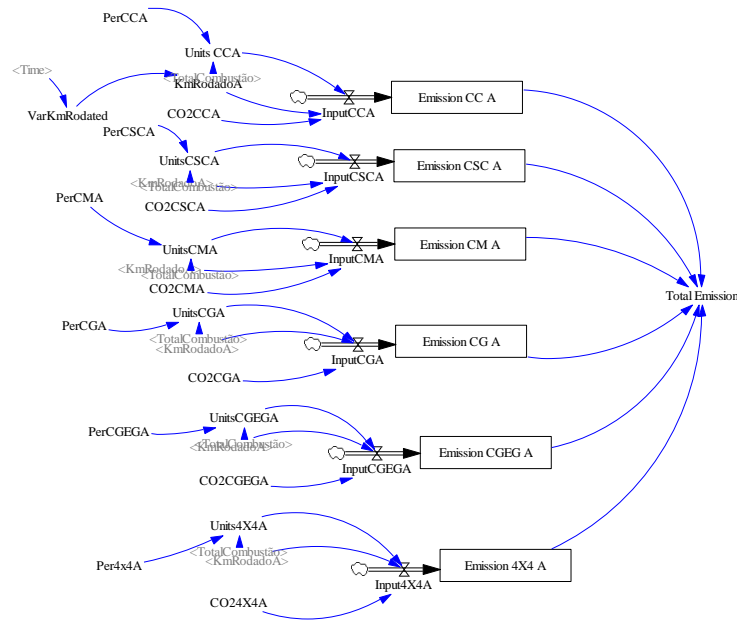 PerCCA
Units CCA
<Time>
<TotalCombustão>
KmRodadoA
VarKmRodated
Emission CC A
InputCCA
CO2CCA
PerCSCA
UnitsCSCA
Emission CSC A
InputCSCA
<KmRodadoA>
<TotalCombustão>
PerCMA
CO2CSCA
UnitsCMA
Emission CM A
InputCMA
<KmRodadoA>
<TotalCombustão>
CO2CMA
Total Emission
UnitsCGA
PerCGA
<TotalCombustão>
Emission CG A
<KmRodadoA>
InputCGA
CO2CGA
UnitsCGEGA
PerCGEGA
<TotalCombustão>
<KmRodadoA>
Emission CGEG A
InputCGEGA
CO2CGEGA
Units4X4A
<TotalCombustão>
<KmRodadoA>
Per4x4A
Emission 4X4 A
Input4X4A
CO24X4A